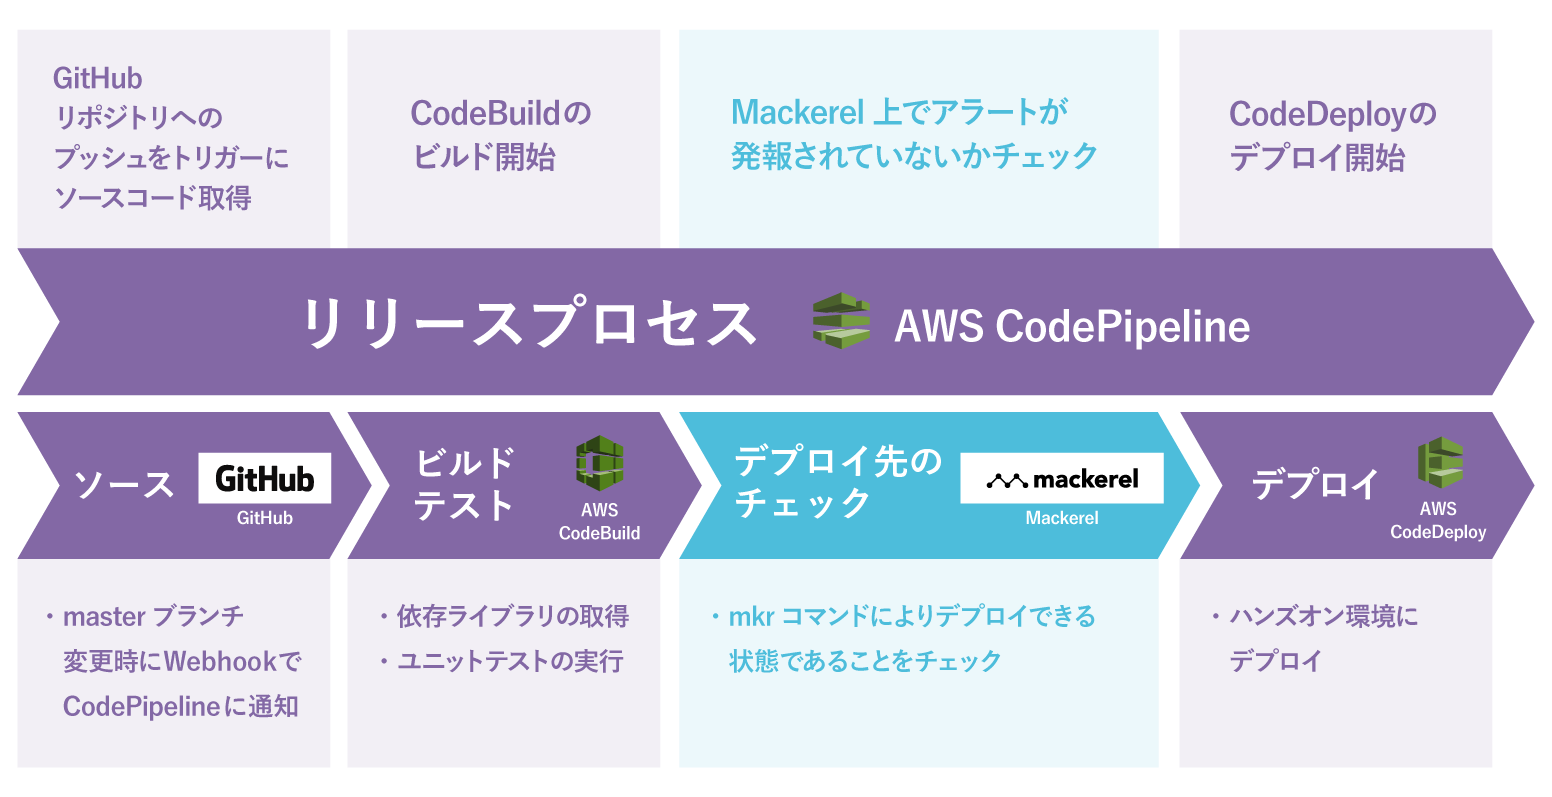 GitHub
リポジトリへの
プッシュをトリガーに
ソースコード取得
CodeBuildの
ビルド開始
Mackerel 上でアラートが
発報されていないかチェック
CodeDeployの
デプロイ開始
リリースプロセス AWS CodePipeline
ソース
GitHub
GitHub
ビルド
テスト
AWS
CodeBuild
デプロイ先の
チェック
mackerel
Mackerel
デプロイ
AWS
CodeDeploy
・master ブランチ
変更時にWebhookで
CodePipelineに通知
・依存ライブラリの取得
・ユニットテストの実行
・mkr コマンドによりデプロイできる
状態であることをチェック
・ハンズオン環境に
デプロイ